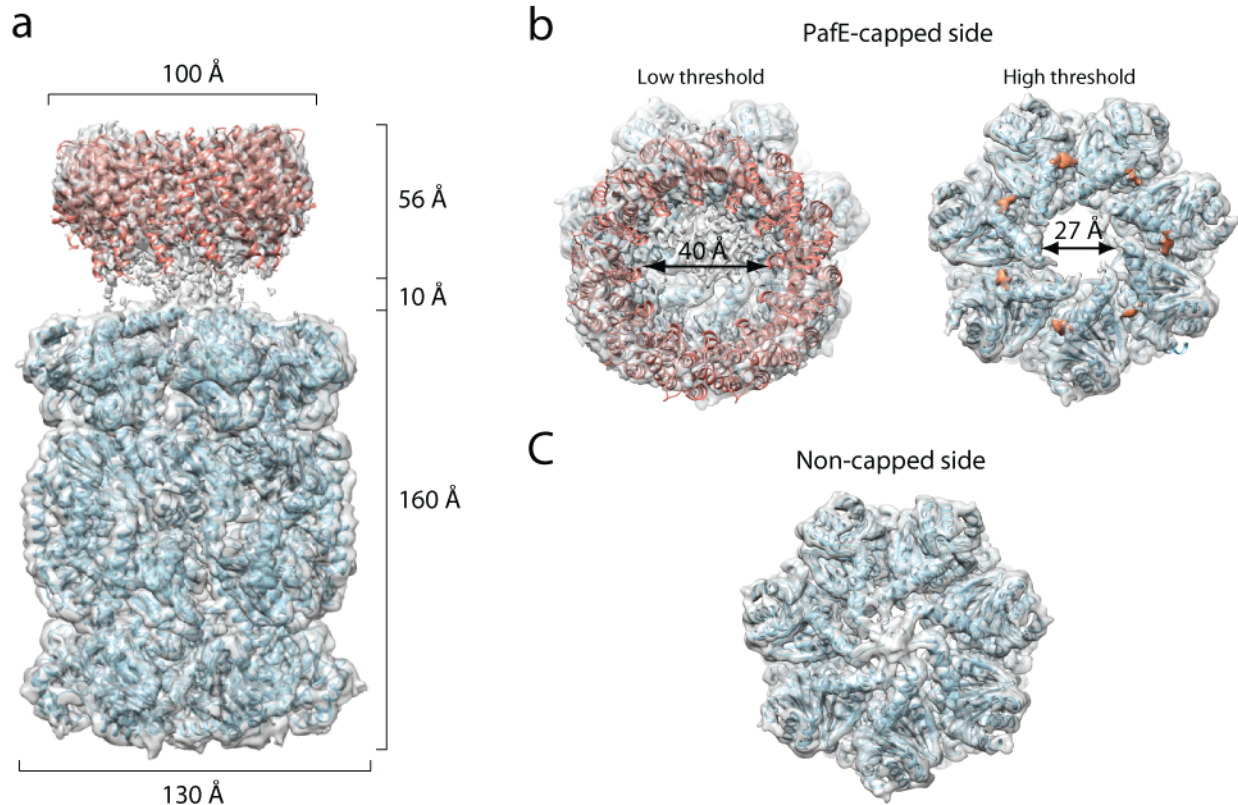 a
100 Å
56 Å
10 Å
160 Å
130 Å
b
PafE-capped side
Low threshold
High threshold
40 Å
27 Å
C
Non-capped side